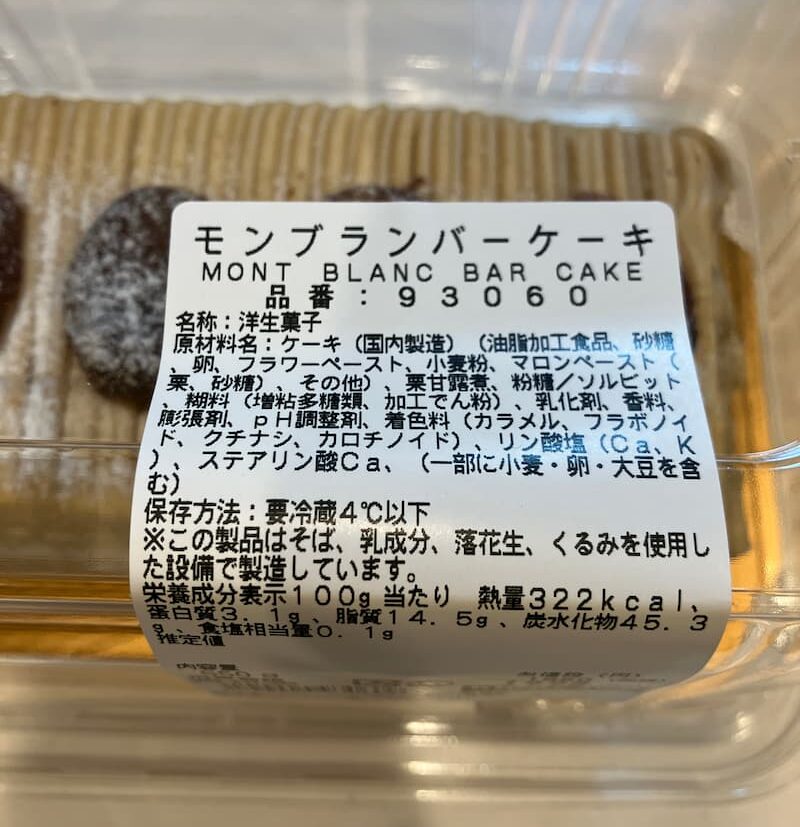 モンブランバーケーキ
MONT BLANC BAR CAKE
品番:93060
名称:洋生菓子
原材料名:ケーキ(国内製造)(油脂加工食品、砂糖
、卵、フラワーペースト、小麦粉、マロンペースト(
栗、砂糖)、その他)、栗甘露煮、粉糖/ソルビット
、糊料(増粘多糖類、加工でん粉)、乳化剤、香料、
膨張剤、pH調整剤、着色料(カラメル、フラボノイ
ド、クチナシ、カロチノイド)、リン酸塩(Ca、K
)、ステアリン酸Ca、(一部に小麦・卵・大豆を含
む)
保存方法:要冷蔵4℃以下
※この製品はそば、乳成分、落花生、くるみを使用し
た設備で製造しています。
栄養成分表示100g当たり 熱量322kcal、
蛋白質3.1g、脂質14.5g、炭水化物45.3
g、食塩相当量0.1g
推定値
内容量